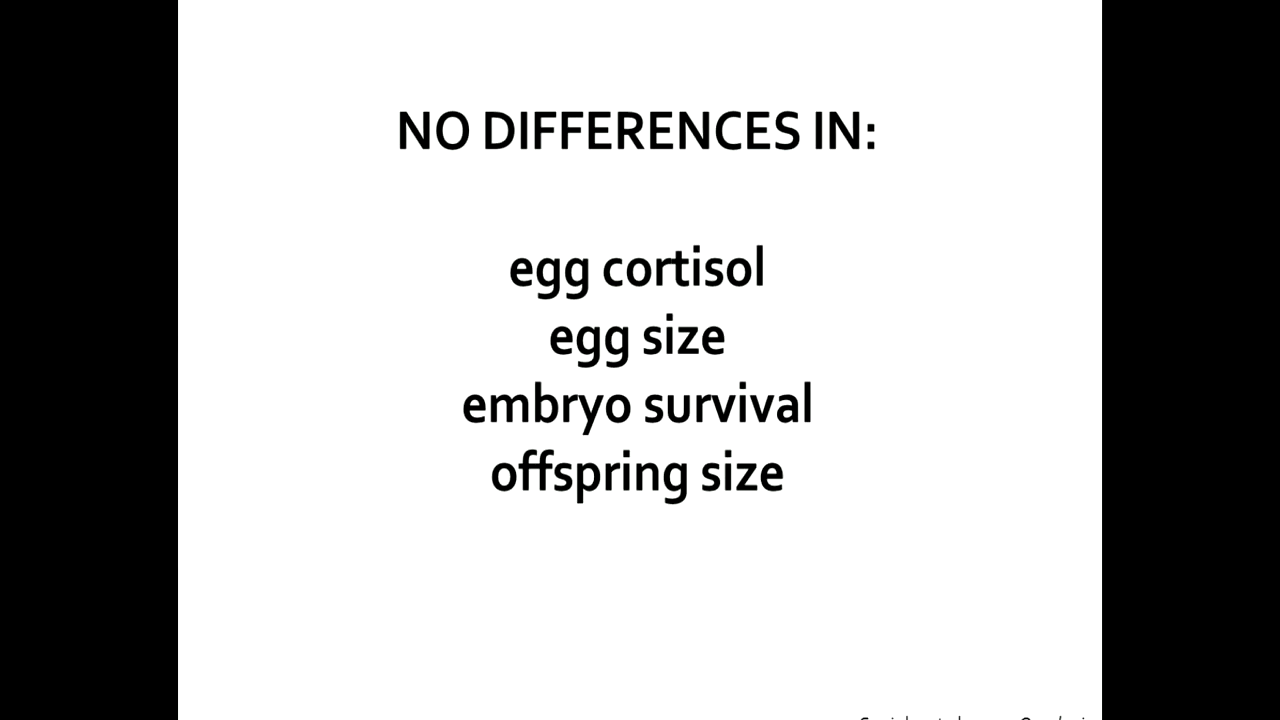 NO DIFFERENCES IN:
egg cortisol
egg size
embryo survival
offspring size